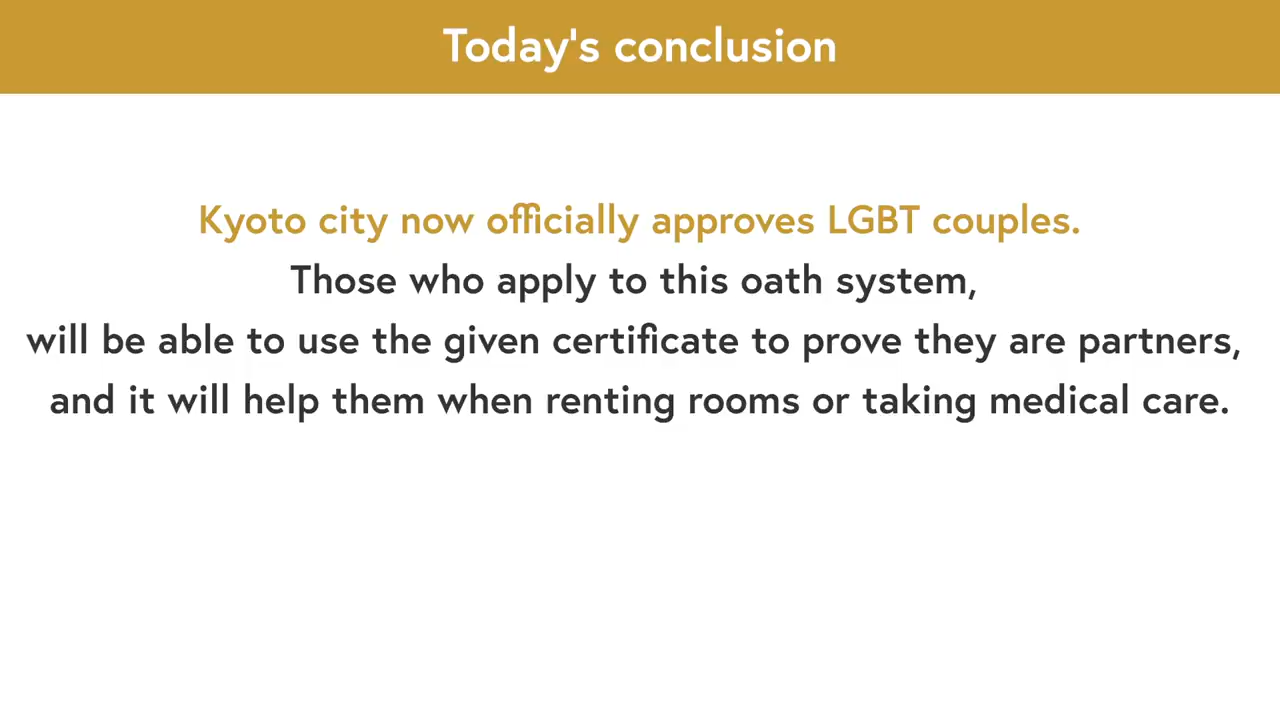 Today's conclusion
Kyoto city now officially approves LGBT couples.
Those who apply to this oath system,
will be able to use the given certificate to prove they are partners,
and it will help them when renting rooms or taking medical care.